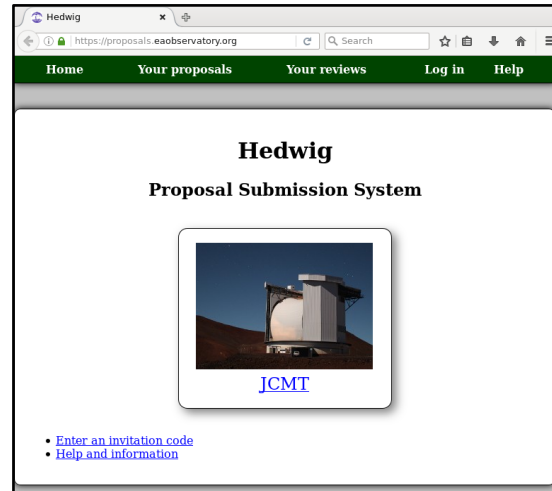 Hedwig
https://proposals.eaobservatory.org
Search
Home Your proposals Your reviews Log in Help
Hedwig
Proposal Submission System
JCMT
Enter an invitation code
Help and information